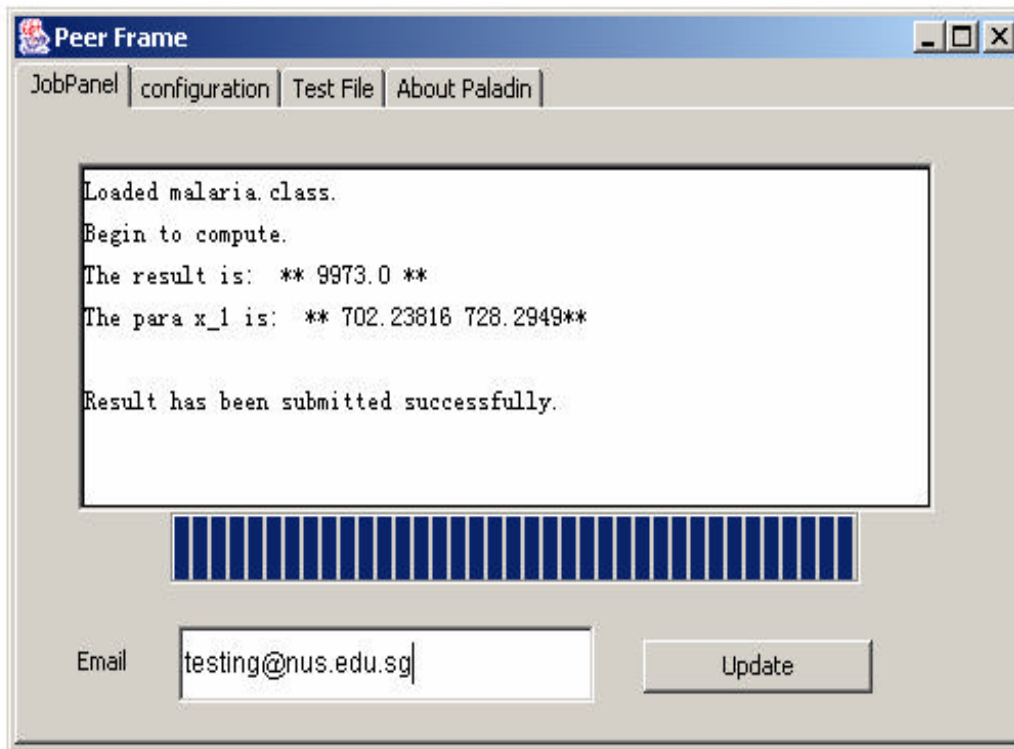 Peer Frame
JobPanel configuration Test File About Paladin
Loaded malaria.class.
Begin to compute.
The result is: ** 9973.0 **
The para x_1 is: ** 702.23816 728.2949**
Result has been submitted successfully.
Email testing@nus.edu.sg Update